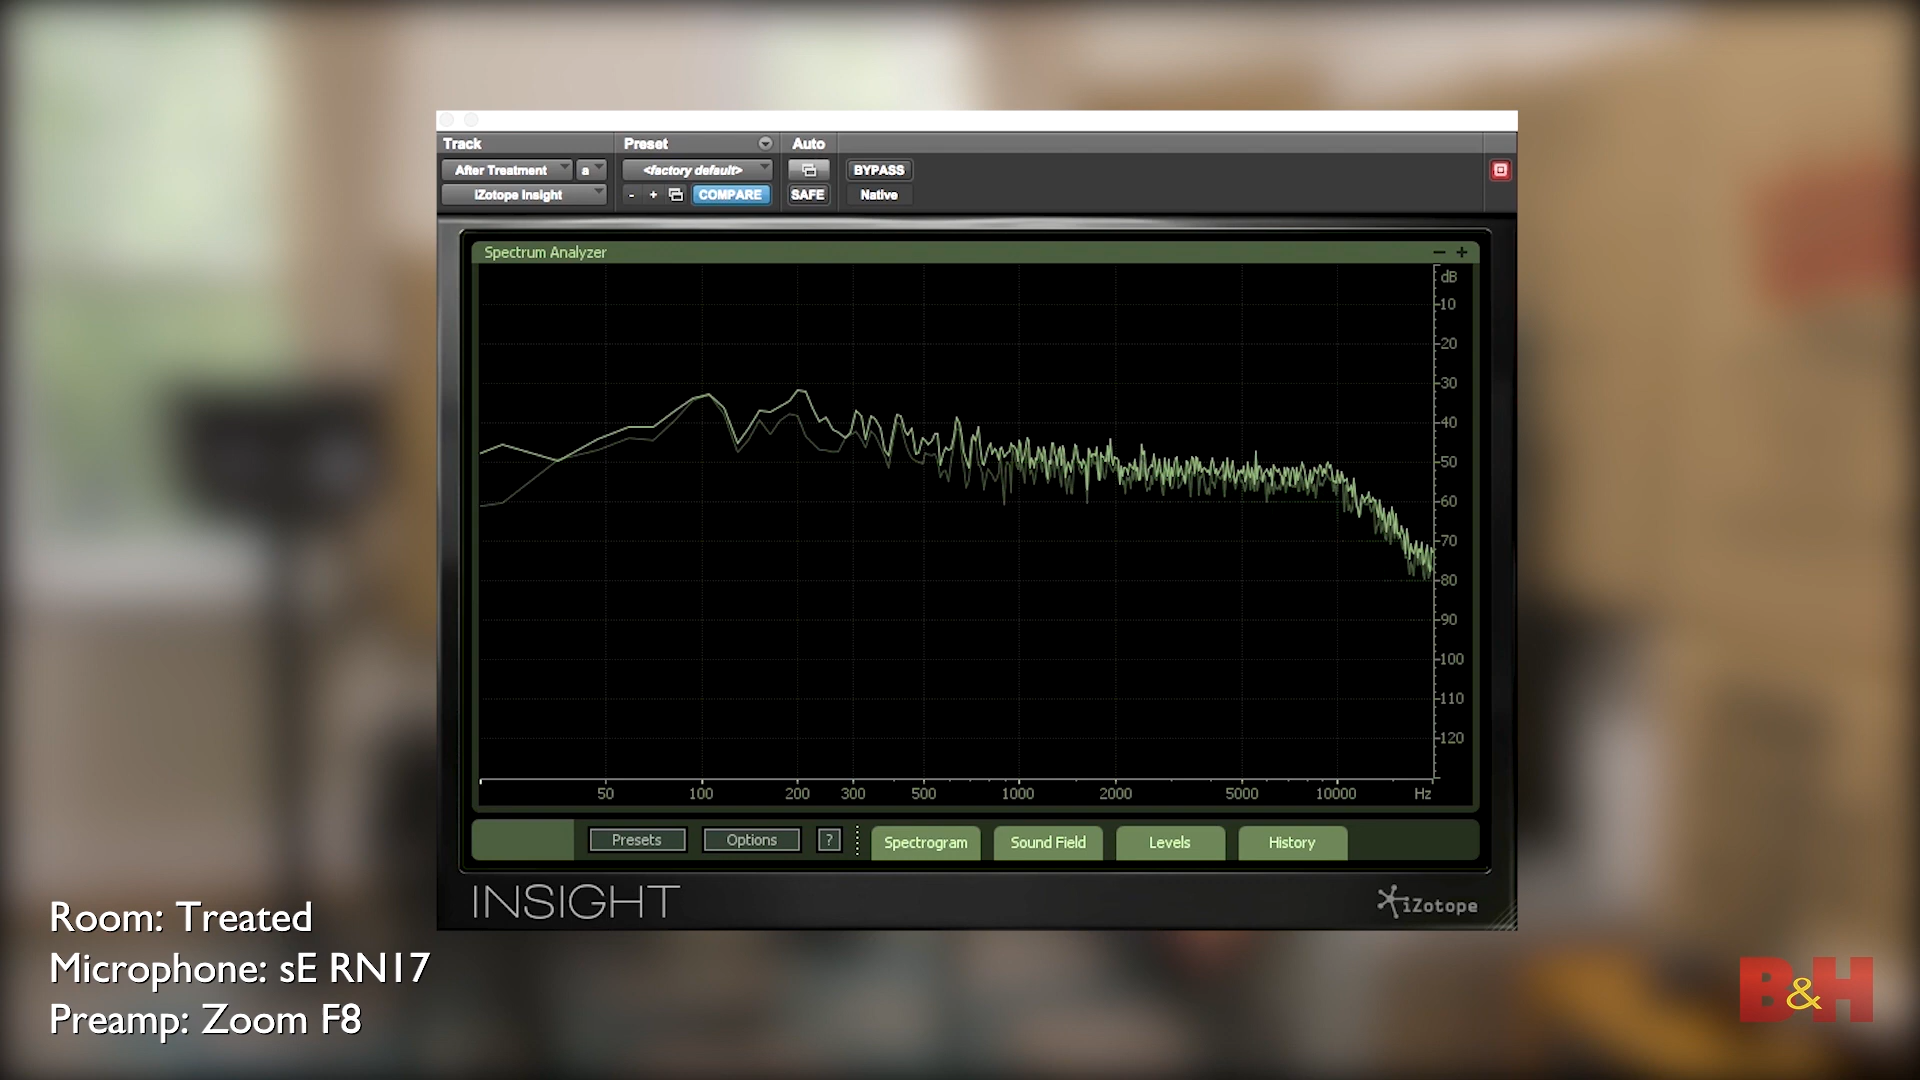 Track
Preset
Auto
After Treatment
a
<factory default>
BYPASS
iZotope Insight
- +
COMPARE
SAFE
Native
Spectrum Analyzer
- +
dB
10
20
30
40
50
60
70
80
90
100
110
120
50 100 200 300 500 1000 2000 5000 10000 Hz
Presets
Options
?
Spectrogram
Sound Field
Levels
History
INSIGHT
iZotope
Room: Treated
Microphone: sE RN17
Preamp: Zoom F8
B&H